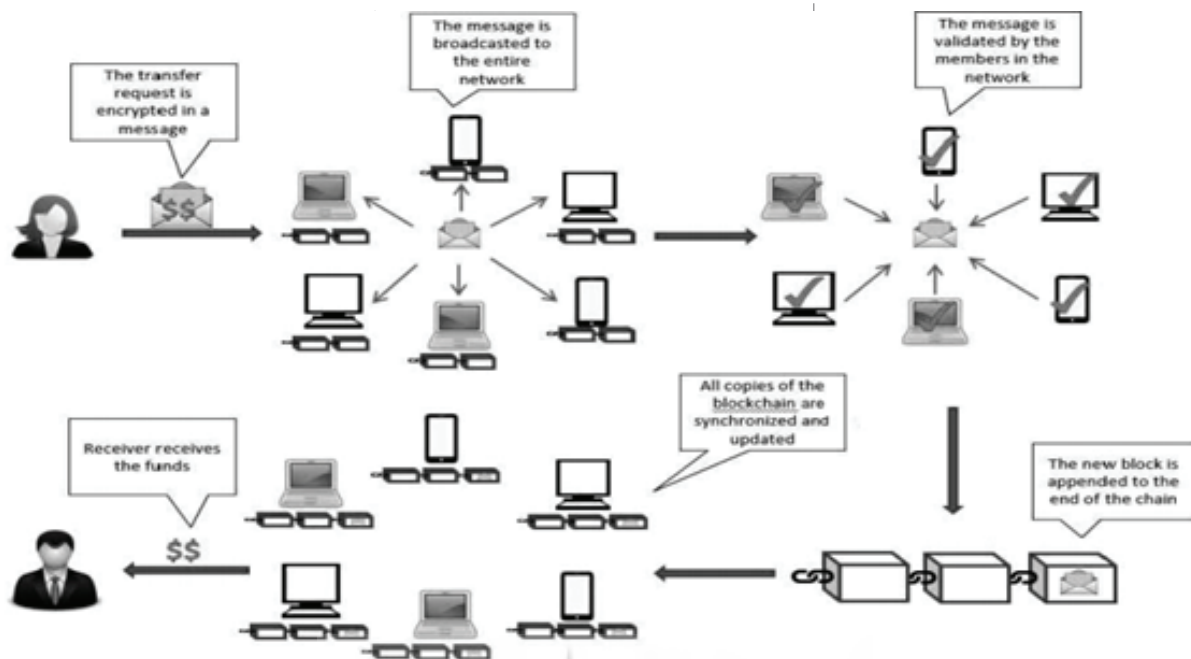 The transfer
request is
encrypted in a
message
$$
The message is
broadcasted to
the entire
network
The message is
validated by the
members in the
network
The new block is
appended to the
end of the chain
All copies of the
blockchain are
synchronized and
updated
Receiver receives
the funds
$$